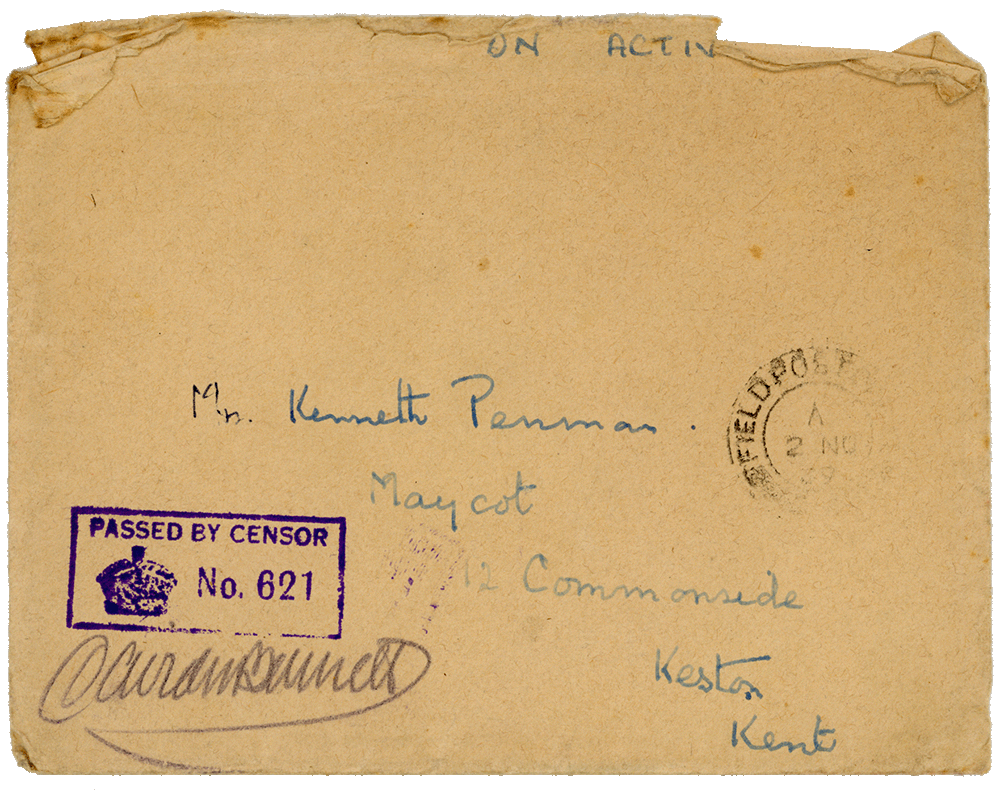 ON ACTIV
Mr. Kenneth Penman.
FIELD POST
A
2 NO
39
Maycot
PASSED BY CENSOR
No. 621
12 Commonside
Keston
Kent